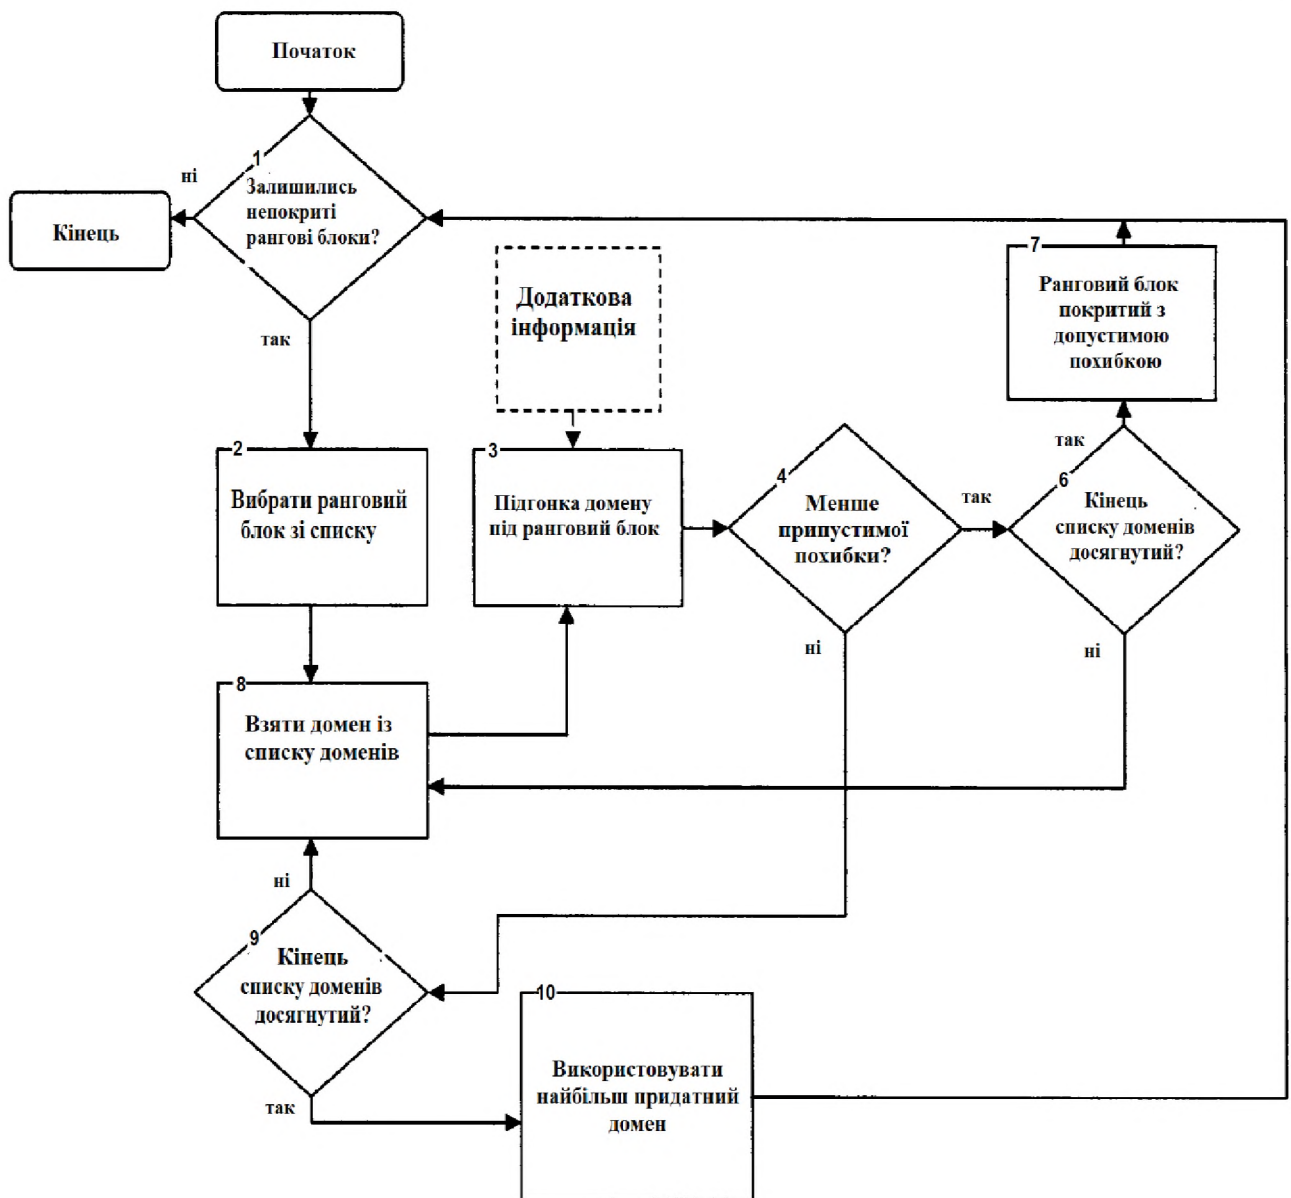 Початок
1
Залишились
непокриті
рангові блоки?
ні
Кінець
так
Додаткова
інформація
7
Ранговий блок
покритий з
допустимою
похибкою
2
Вибрати ранговий
блок зі списку
3
Підгонка домену
під ранговий блок
4
Менше
припустимої
похибки?
так
ні
так
6
Кінець
списку доменів
досягнутий?
ні
8
Взяти домен із
списку доменів
ні
9
Кінець
списку доменів
досягнутий?
так
10
Використовувати
найбільш придатний
домен